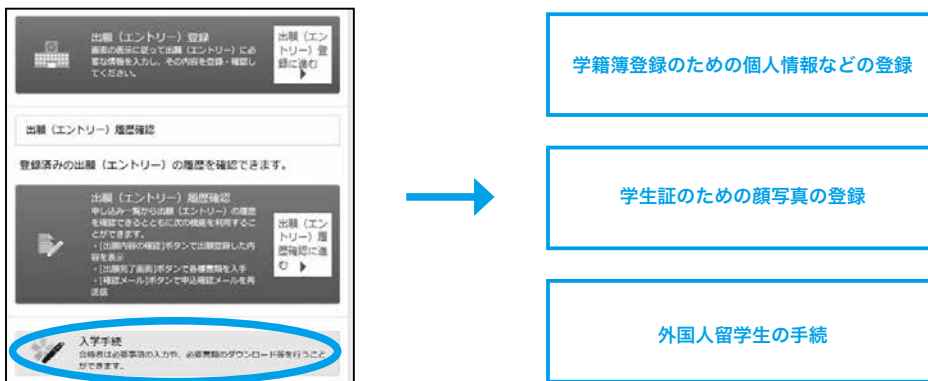 出願（エントリー）登録
画面の表示に従って出願（エントリー）に必
要な情報を入力し、その内容を登録・確認し
てください。
出願（エン
トリー）登
録に進む
出願（エントリー）履歴確認
登録済みの出願（エントリー）の履歴を確認できます。
出願（エントリー）履歴確認
申し込み一覧から出願（エントリー）の履歴
を確認できるとともに次の機能を利用するこ
とができます。
・[出願内容の確認]ボタンで出願登録した内
容を表示
・[出願完了画面]ボタンで各種書類を入手
・[確認メール]ボタンで申込確認メールを再
送信
出願（エン
トリー）履
歴確認に進
む
入学手続
合格者は必要事項の入力や、必要書類のダウンロード等を行うこと
ができます。
学籍簿登録のための個人情報などの登録
学生証のための顔写真の登録
外国人留学生の手続